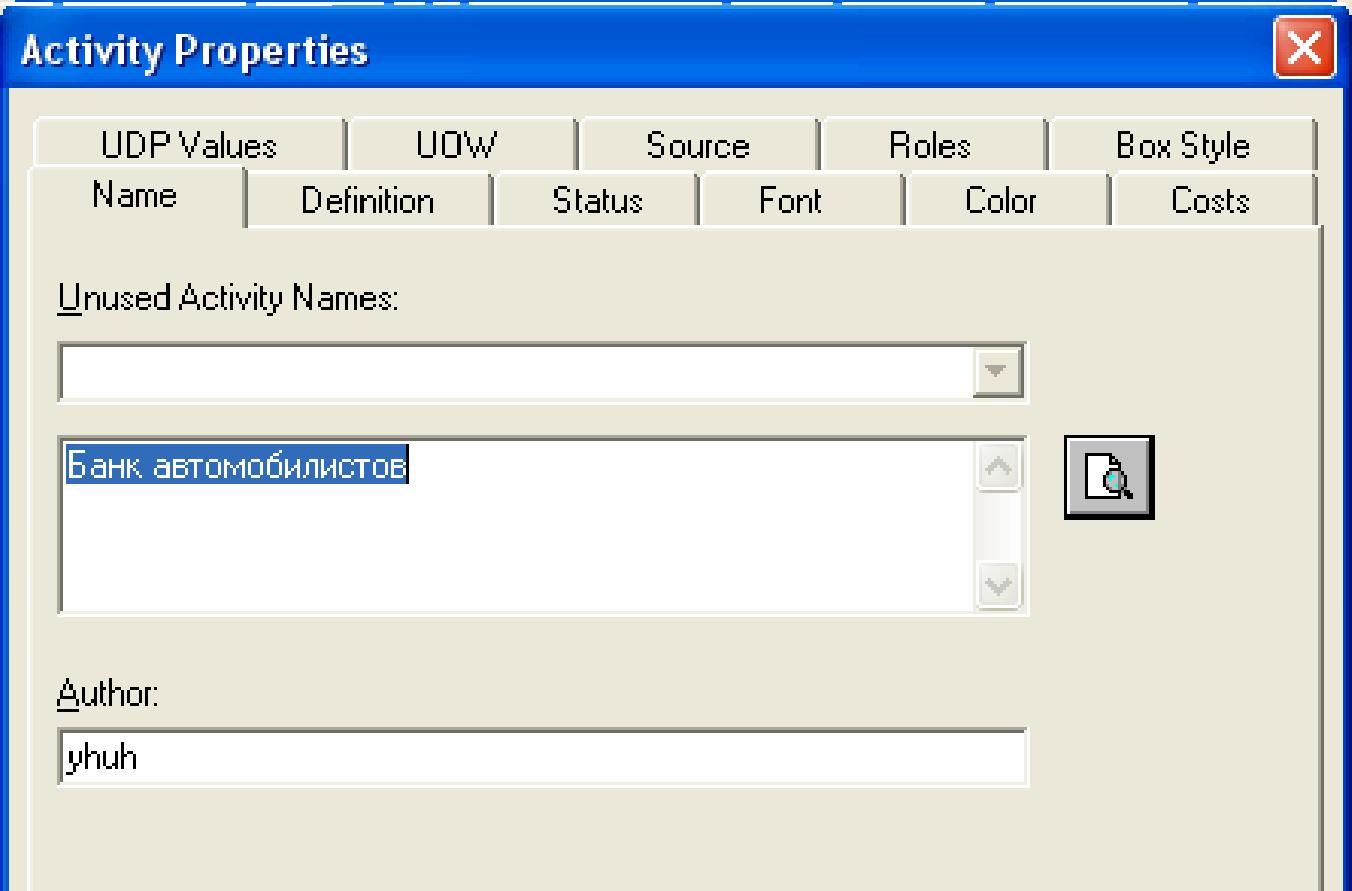 Activity Properties
UDP Values UOW Source Roles Box Style
Name Definition Status Font Color Costs
Unused Activity Names:
Банк автомобилистов
Author:
yhuh